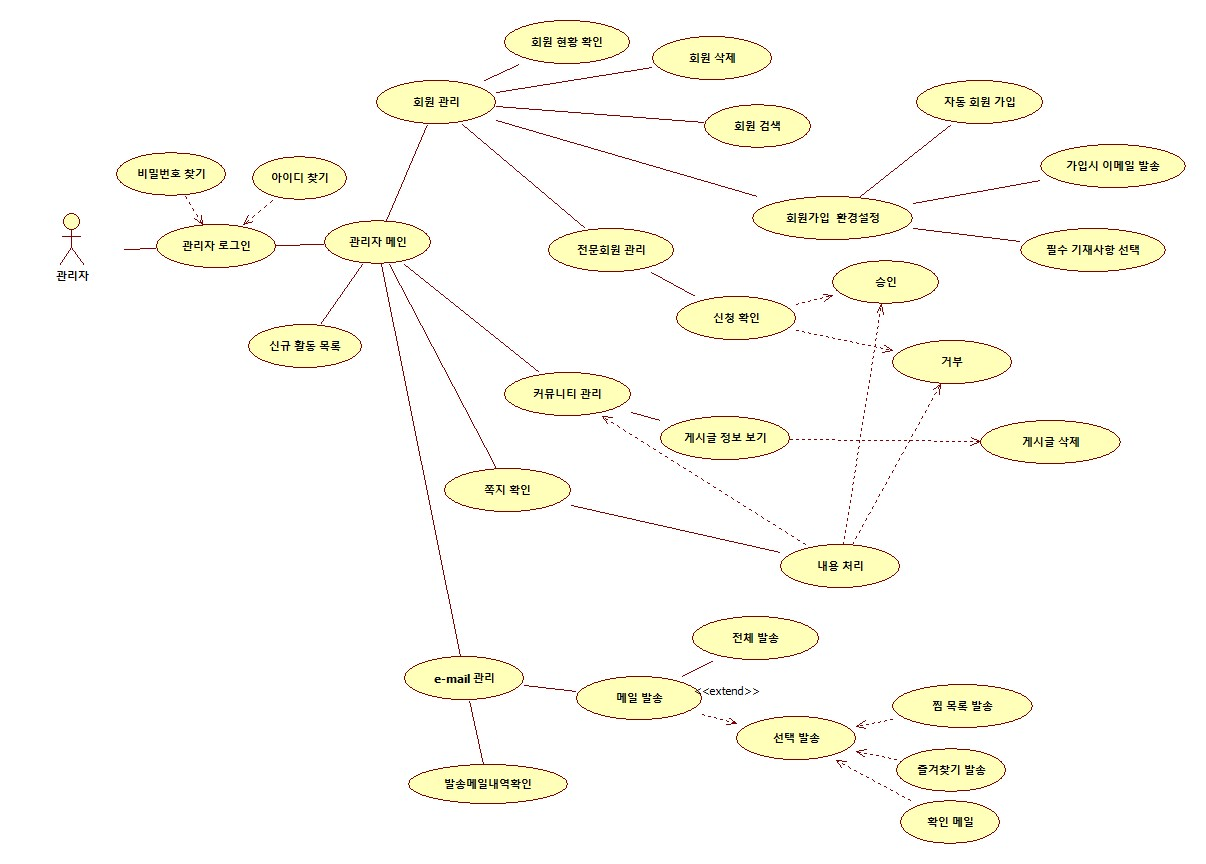 회원 현황 확인
회원 삭제
회원 관리
자동 회원 가입
회원 검색
가입시 이메일 발송
비밀번호 찾기
아이디 찾기
회원가입  환경설정
관리자 로그인
관리자 메인
전문회원 관리
필수 기재사항 선택
관리자
승인
신청 확인
신규 활동 목록
거부
커뮤니티 관리
게시글 정보 보기
게시글 삭제
쪽지 확인
내용 처리
전체 발송
e-mail 관리
메일 발송
<<extend>>
찜 목록 발송
선택 발송
즐겨찾기 발송
발송메일내역확인
확인 메일